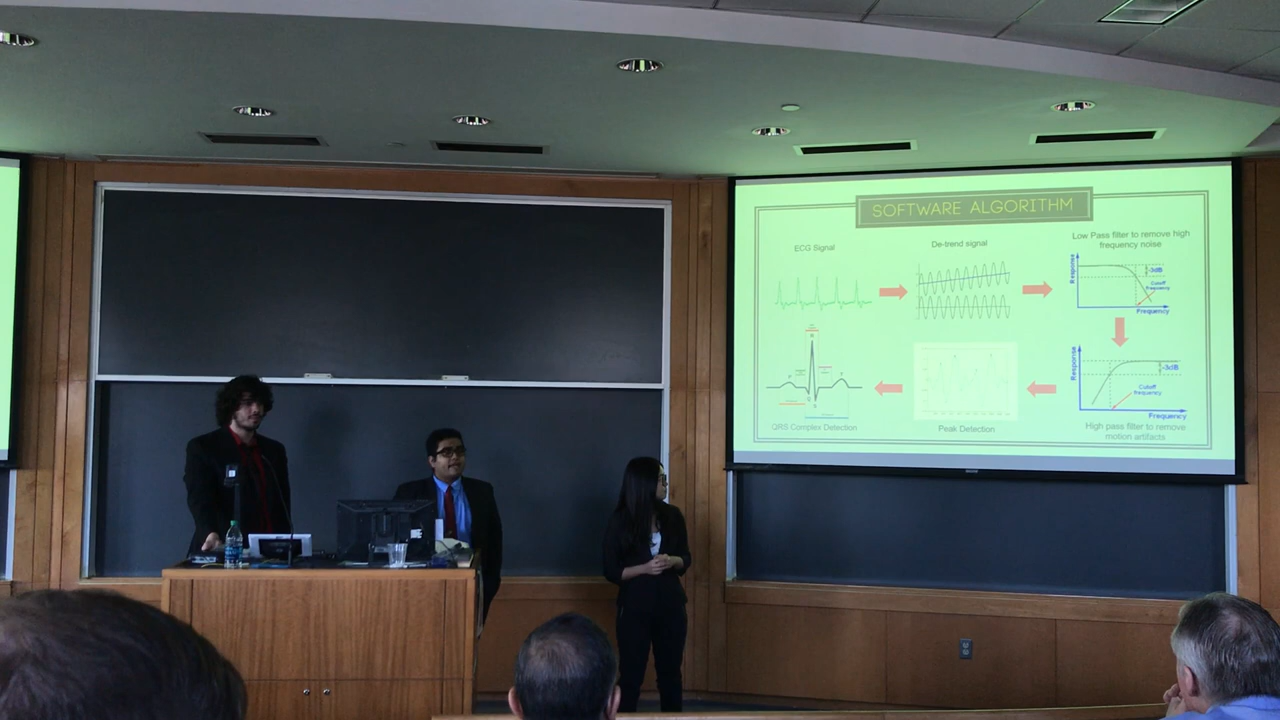 SOFTWARE ALGORITHM
ECG Signal
De-trend signal
Low Pass filter to remove high
frequency noise
Response
-3dB
Cutoff
frequency
Frequency
QRS Complex Detection
Peak Detection
Response
-3dB
Cutoff
frequency
Frequency
High pass filter to remove
motion artifacts